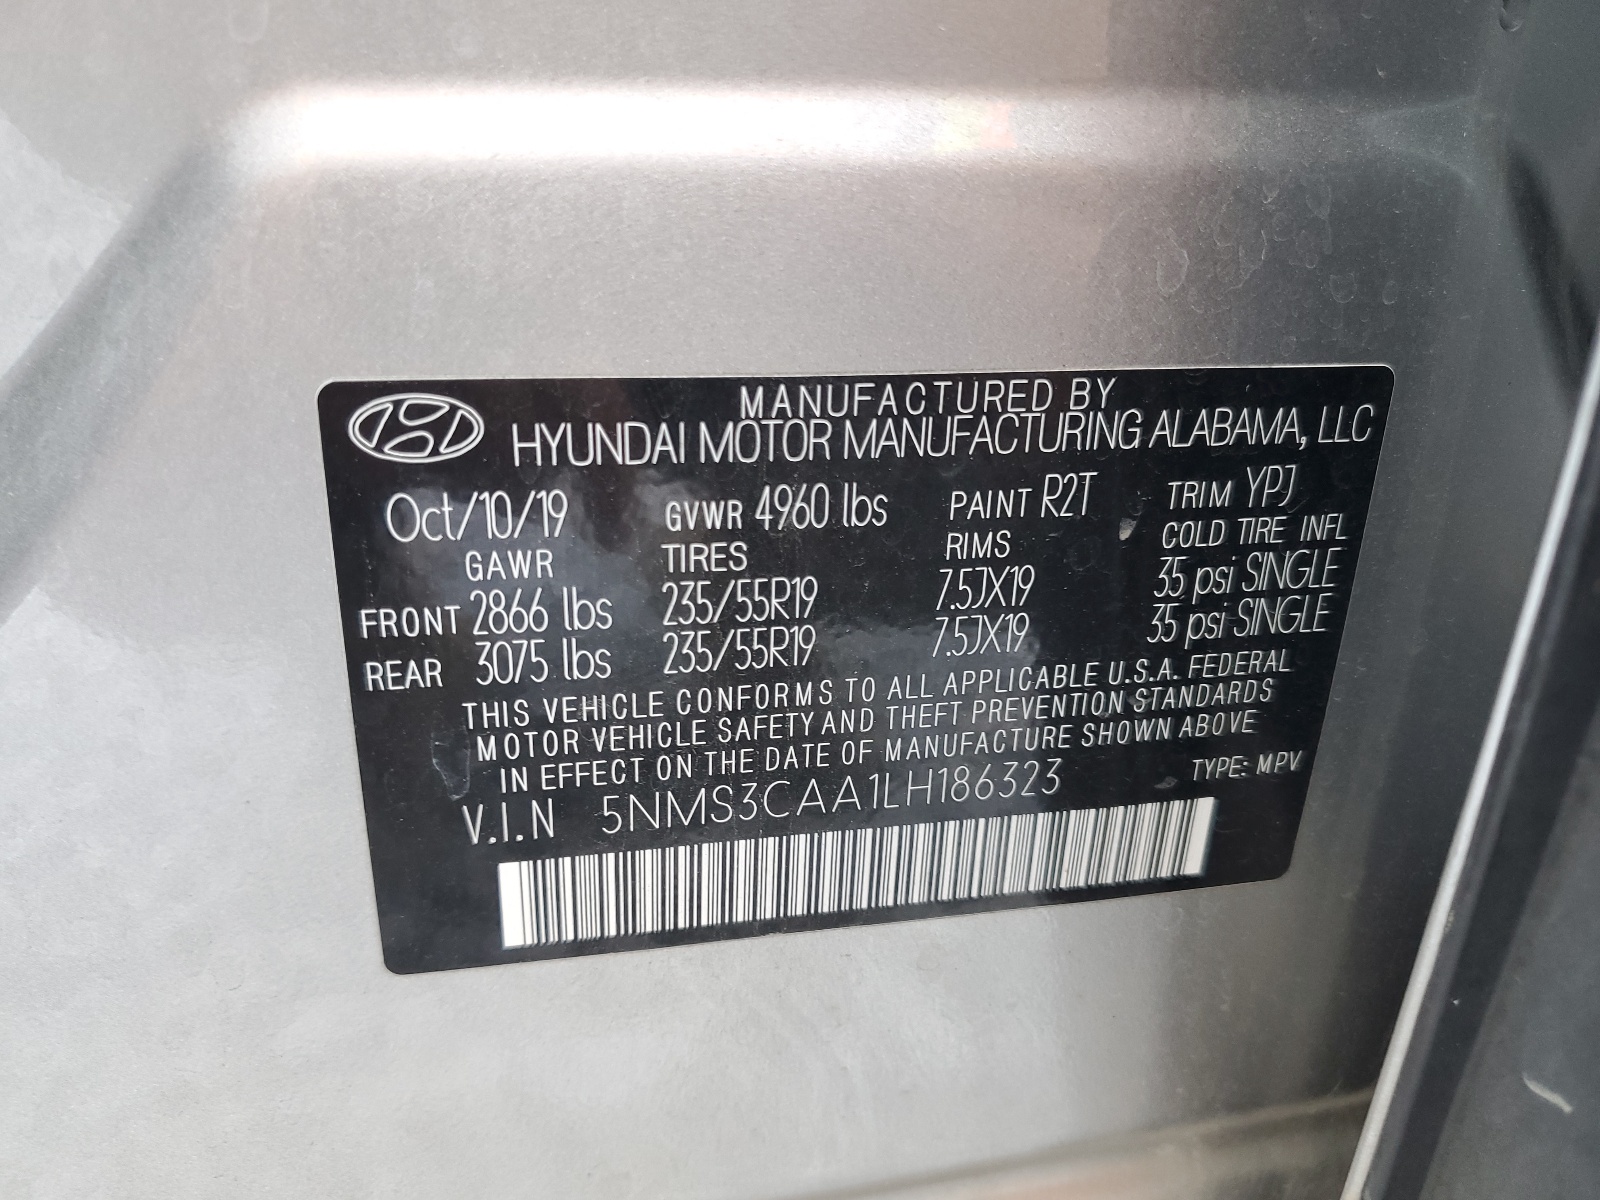 MANUFACTURED BY
HYUNDAI MOTOR MANUFACTURING ALABAMA, LLC
Oct/10/19 GVWR 4960 lbs PAINT R2T TRIM YPJ
GAWR TIRES RIMS COLD TIRE INFL
FRONT 2866 lbs 235/55R19 7.5JX19 35 psi SINGLE
REAR 3075 lbs 235/55R19 7.5JX19 35 psi SINGLE
THIS VEHICLE CONFORMS TO ALL APPLICABLE U.S.A. FEDERAL
MOTOR VEHICLE SAFETY AND THEFT PREVENTION STANDARDS
IN EFFECT ON THE DATE OF MANUFACTURE SHOWN ABOVE
V.I.N 5NMS3CAA1LH186323 TYPE: MPV